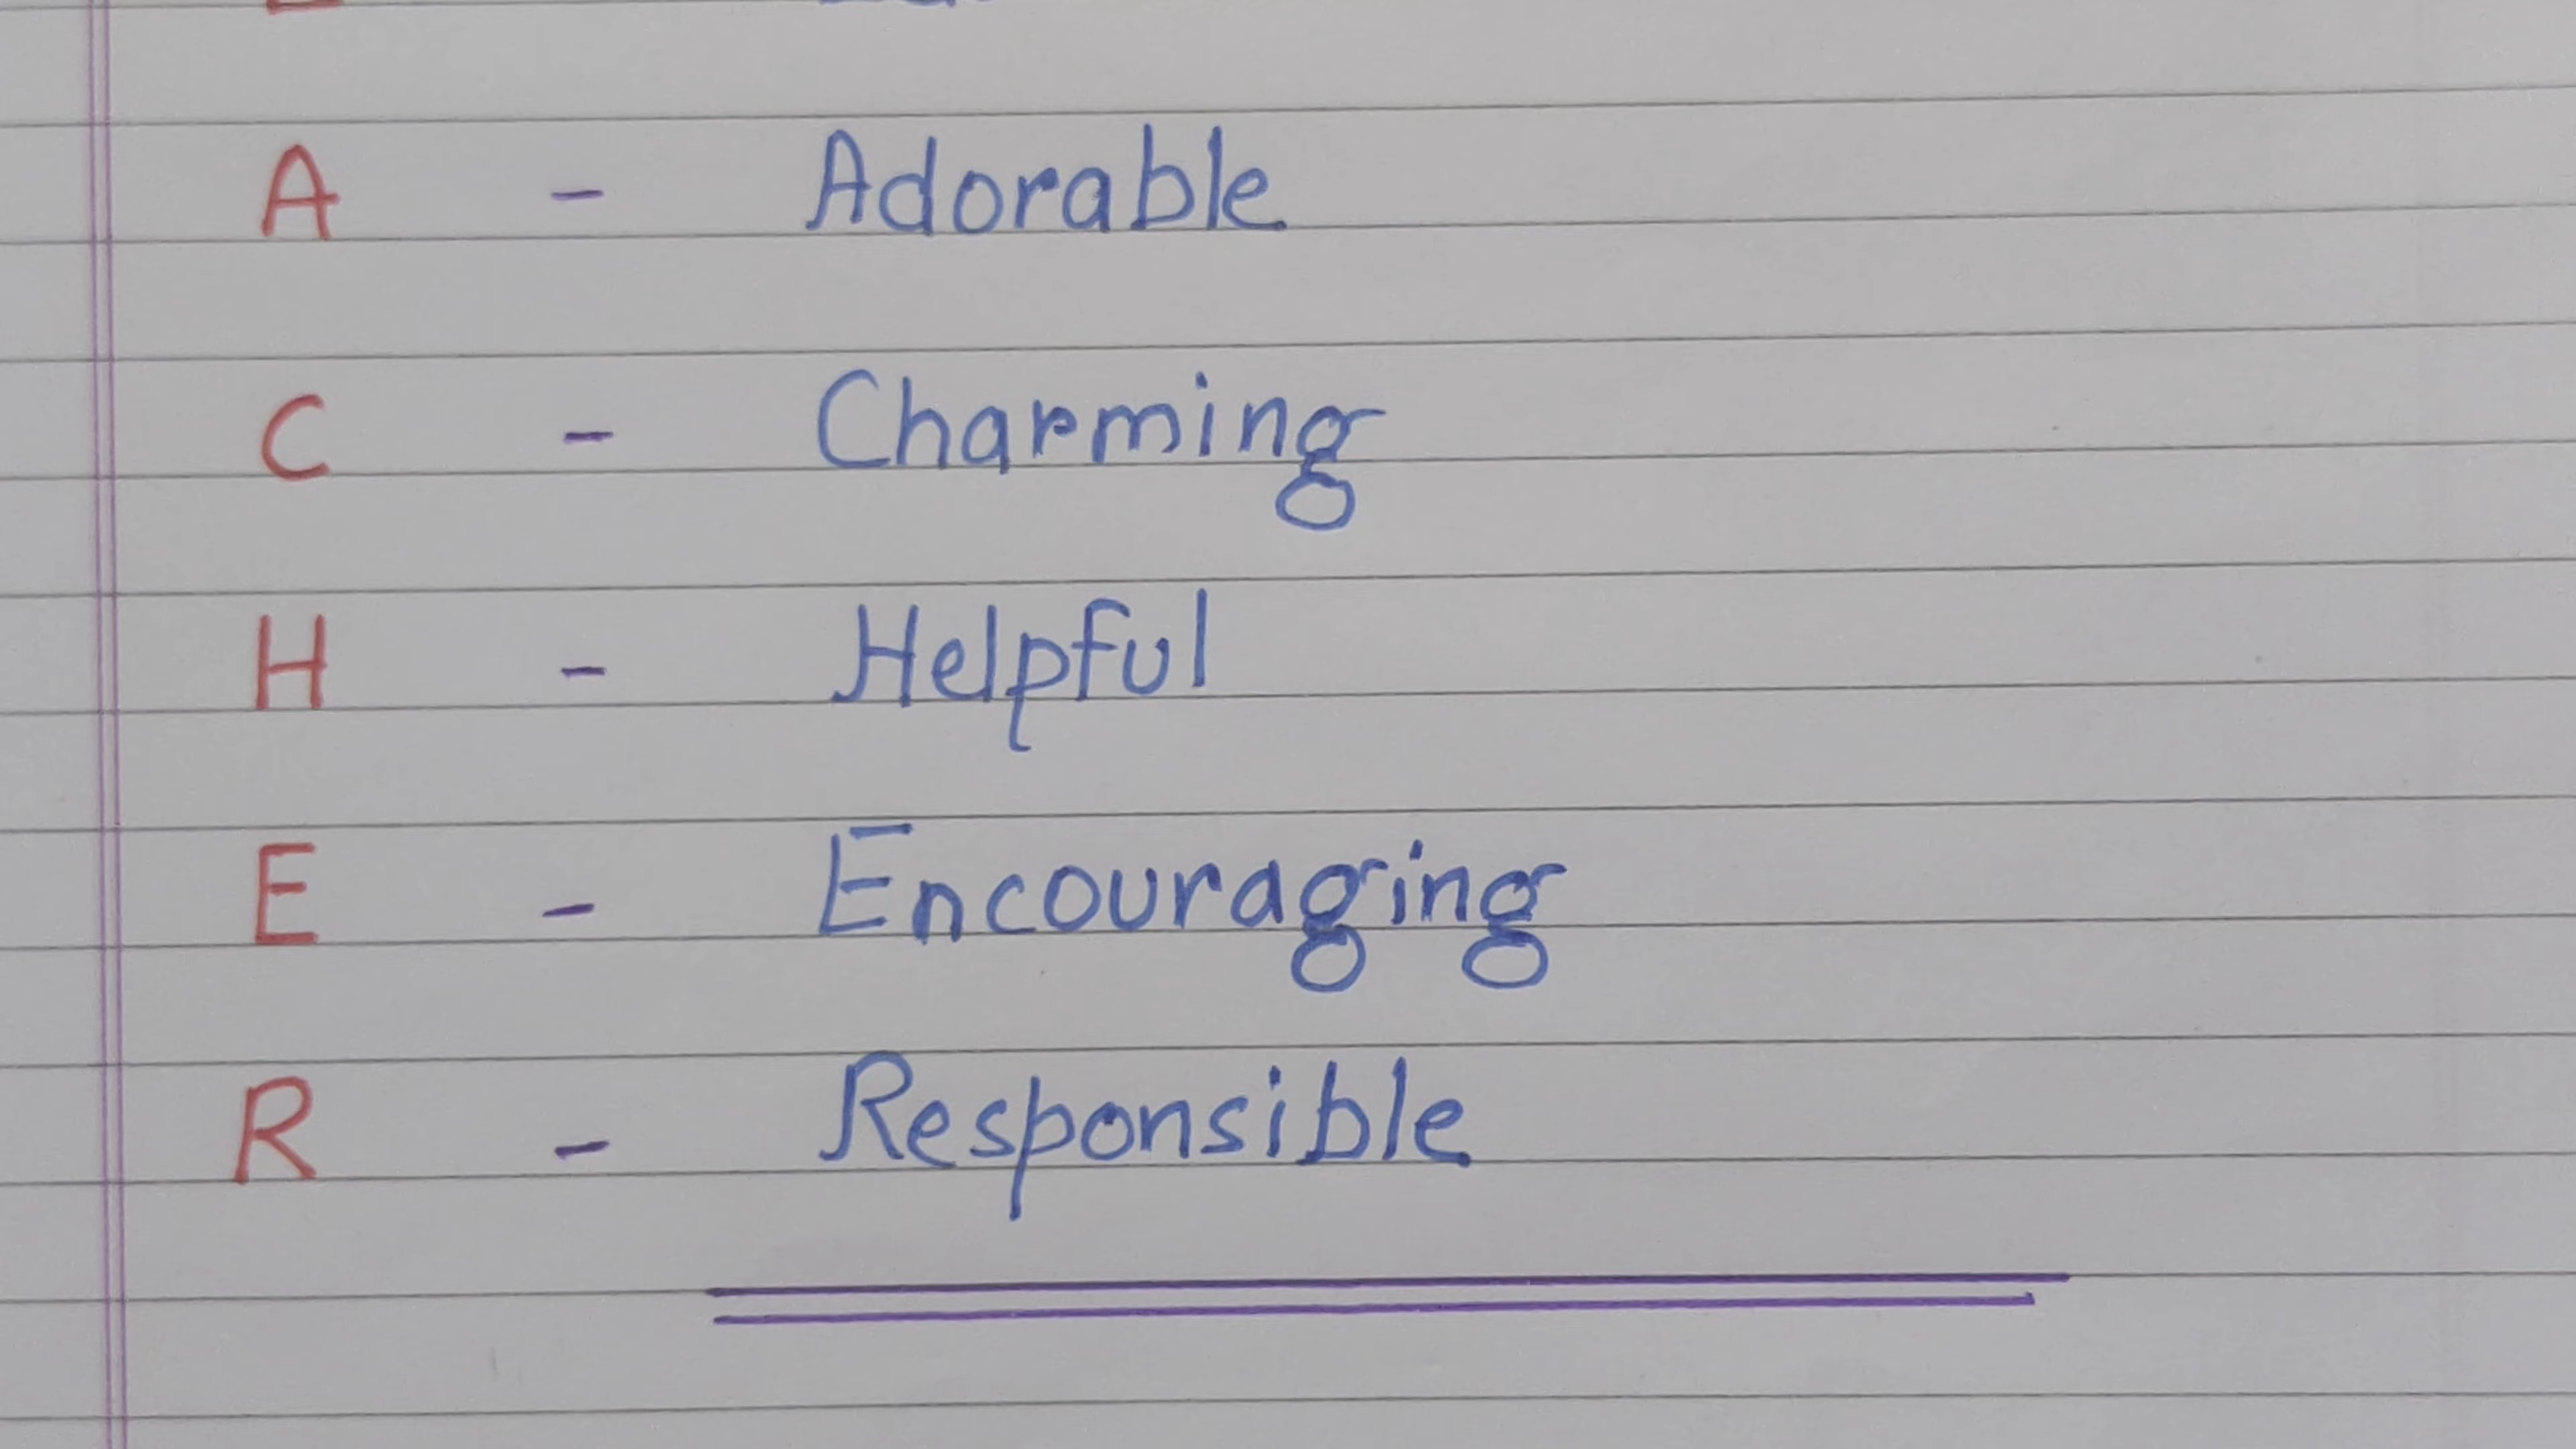 A - Adorable
C - Charming
H - Helpful
E - Encouraging
R - Responsible